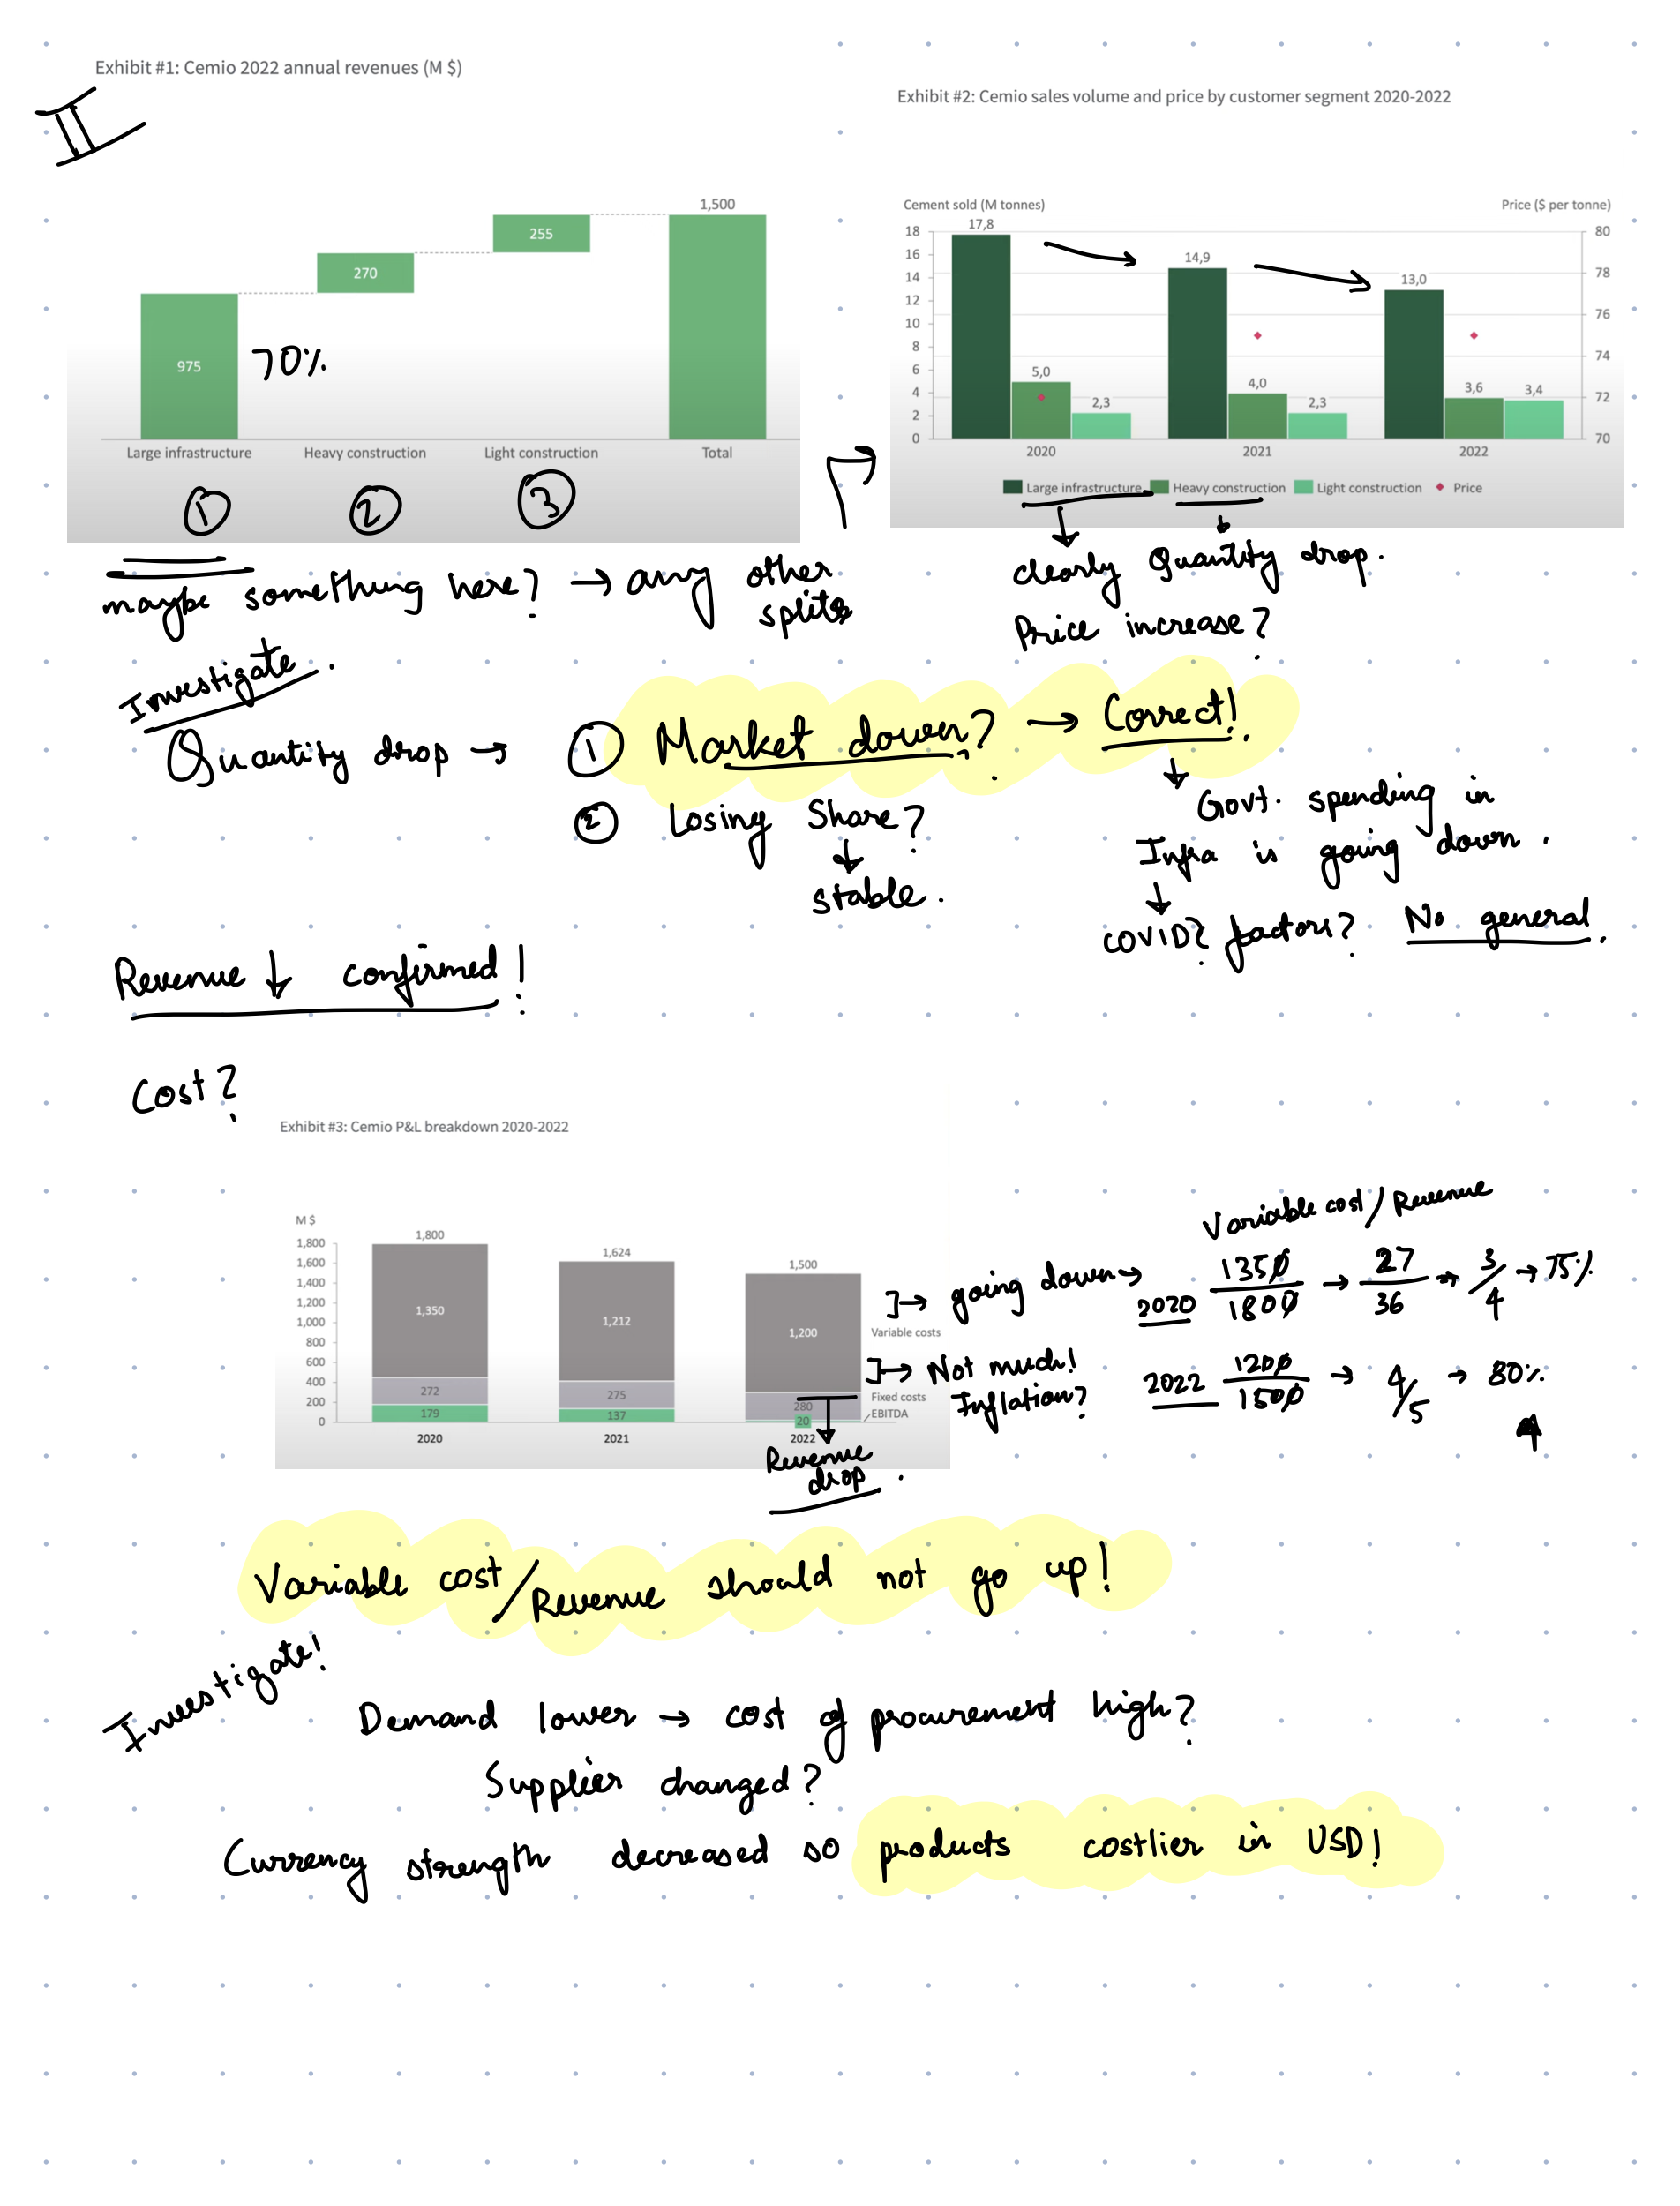 Exhibit #1: Cemio 2022 annual revenues (M $)
II
1,500
255
270
975
70%
Large infrastructure
Heavy construction
Light construction
Total
1
2
3
maybe something here? → any other
splits
Investigate.
Exhibit #2: Cemio sales volume and price by customer segment 2020-2022
Cement sold (M tonnes)
Price ($ per tonne)
18
16
14
12
10
8
6
4
2
0
17,8
5,0
2,3
14,9
4,0
2,3
13,0
3,6
3,4
80
78
76
74
72
70
2020
2021
2022
Large infrastructure
Heavy construction
Light construction
Price
clearly Quantity drop.
Price increase?
Quantity drop → 1 Market down? → Correct!
2 Losing Share?
stable.
Govt. spending in
Infra is going down.
COVID? factors? No general.
Revenue ↓ confirmed!
Cost?
Exhibit #3: Cemio P&L breakdown 2020-2022
M $
1,800
1,600
1,400
1,200
1,000
800
600
400
200
0
1,800
1,350
272
179
1,624
1,212
275
137
1,500
1,200
280
20
Variable costs
Fixed costs
EBITDA
2020
2021
2022
Variable cost/Revenue
→ going down → 2020 1350/1800 → 27/36 → 3/4 → 75%
→ Not much!
Inflation?
2022 1200/1500 → 4/5 → 80%
Revenue
drop.
Variable cost/Revenue should not go up!
Investigate!
Demand lower → cost of procurement high?
Supplier changed?
Currency strength decreased so products costlier in USD!